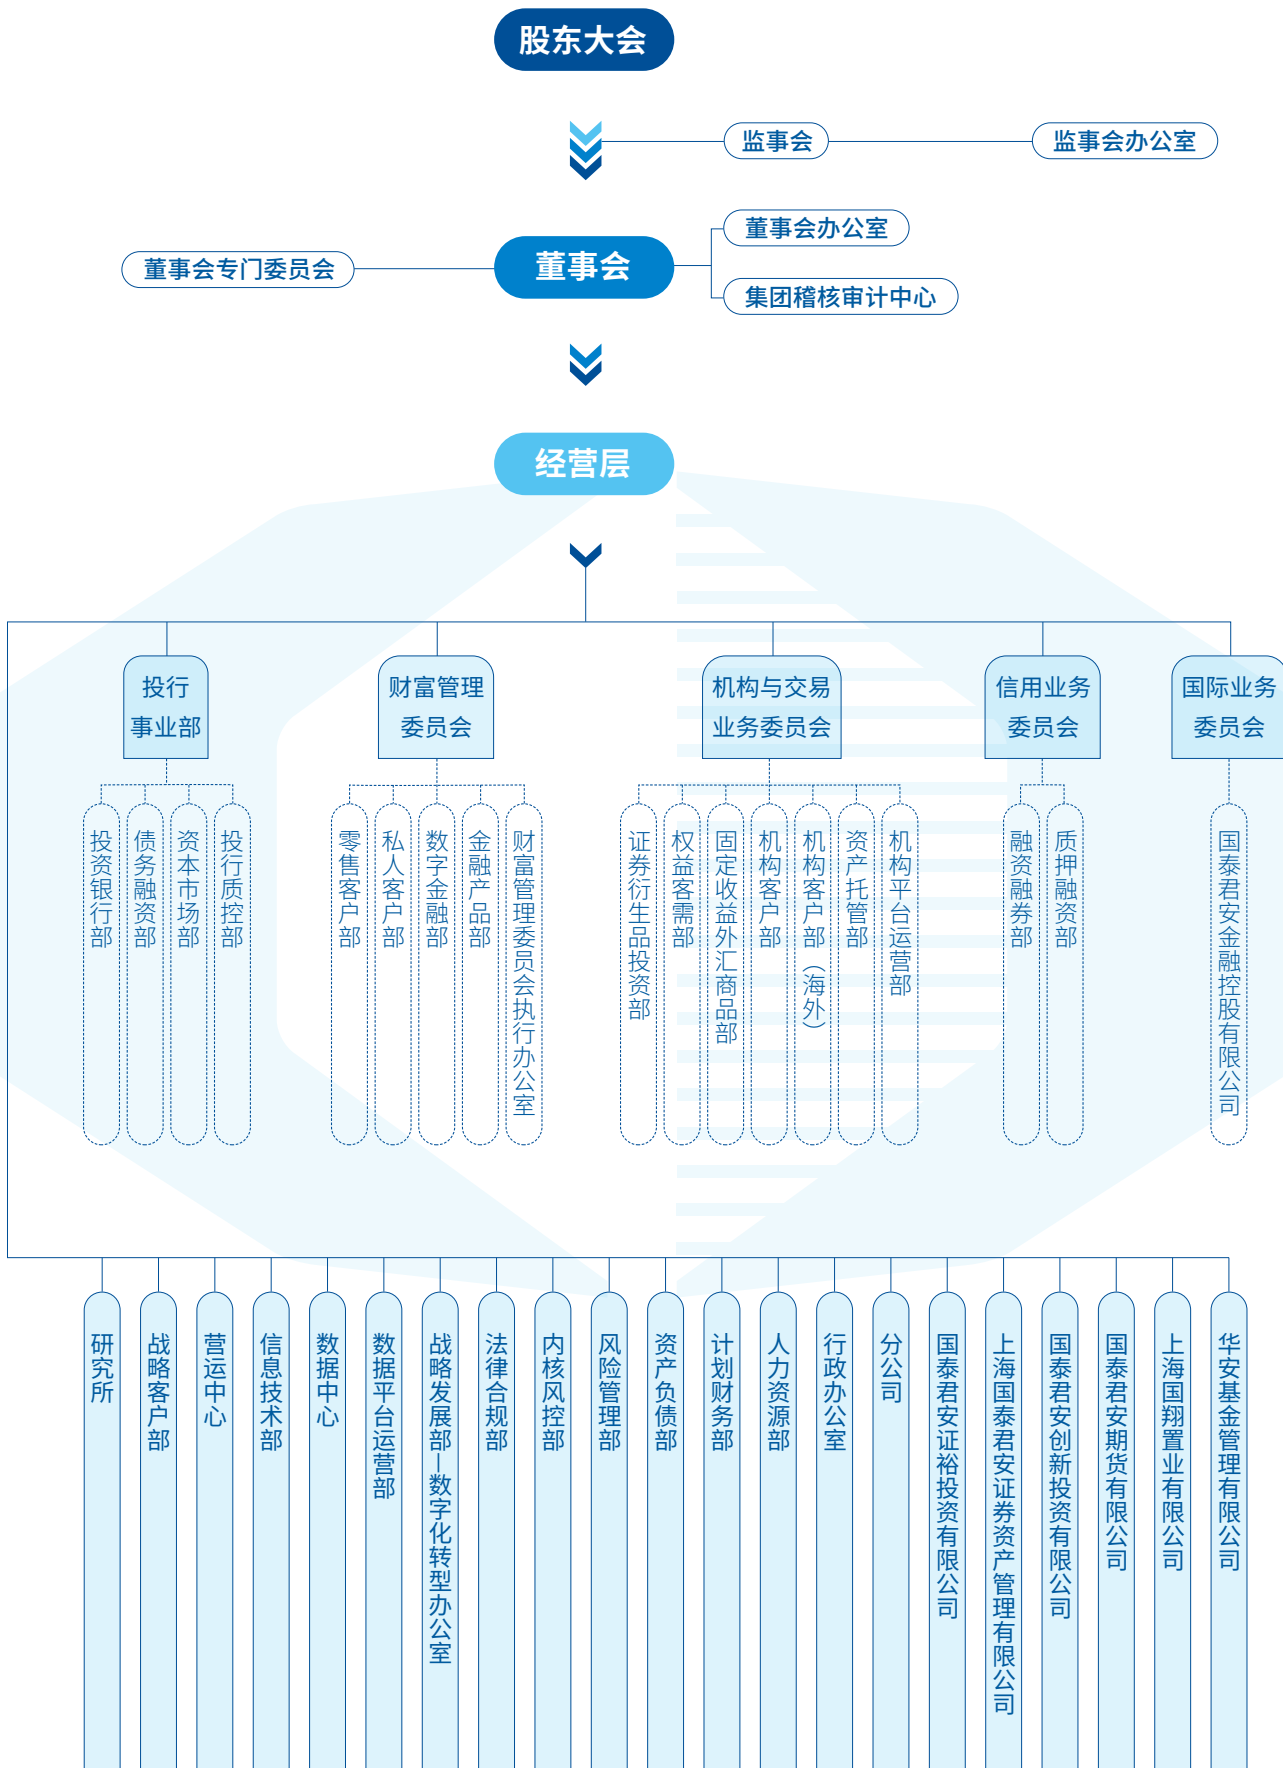 股东大会
监事会
监事会办公室
董事会办公室
董事会专门委员会
董事会
集团稽核审计中心
经营层
投行
事业部
财富管理
委员会
机构与交易
业务委员会
信用业务
委员会
国际业务
委员会
投资银行部
债务融资部
资本市场部
投行质控部
零售客户部
私人客户部
数字金融部
金融产品部
财富管理委员会执行办公室
证券衍生品投资部
权益客需部
固定收益外汇商品部
机构客户部
机构客户部（海外）
资产托管部
机构平台运营部
融资融券部
质押融资部
国泰君安金融控股有限公司
研究所
战略客户部
营运中心
信息技术部
数据中心
数据平台运营部
战略发展部—数字化转型办公室
法律合规部
内核风控部
风险管理部
资产负债部
计划财务部
人力资源部
行政办公室
分公司
国泰君安证裕投资有限公司
上海国泰君安证券资产管理有限公司
国泰君安创新投资有限公司
国泰君安期货有限公司
上海国翔置业有限公司
华安基金管理有限公司